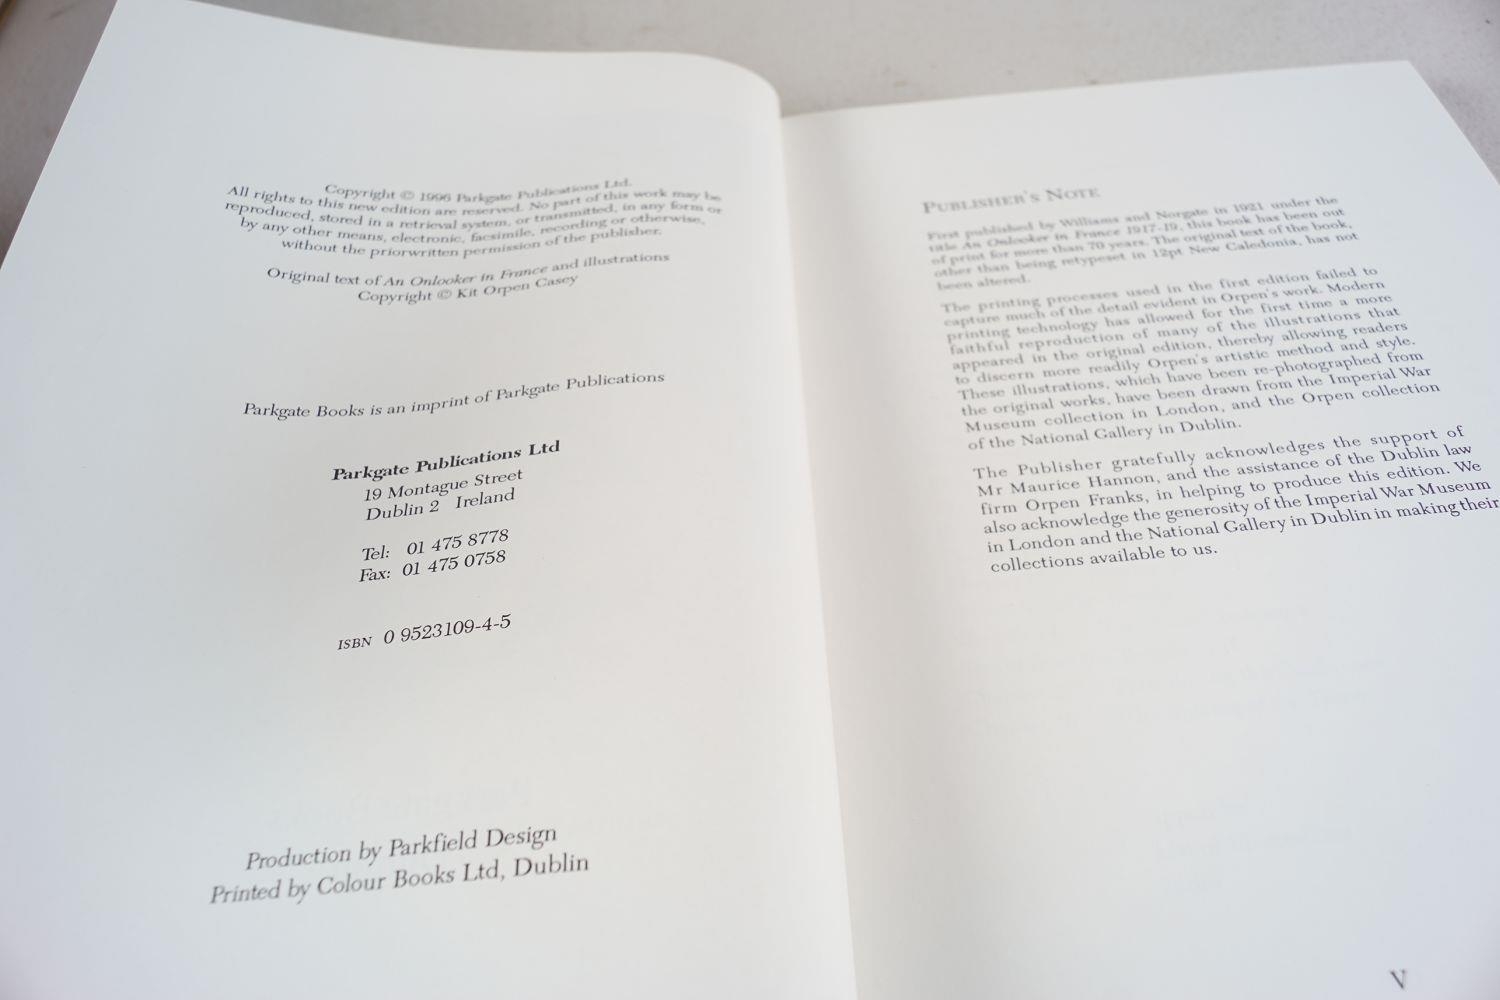 Copyright © 1996 Parkgate Publications Ltd.
All rights to this new edition are reserved. No part of this work may be
reproduced, stored in a retrieval system, or transmitted, in any form or
by any other means, electronic, facsimile, recording or otherwise,
without the priorwritten permission of the publisher.
Original text of An Onlooker in France and illustrations
Copyright © Kit Orpen Casey
Parkgate Books is an imprint of Parkgate Publications
Parkgate Publications Ltd
19 Montague Street
Dublin 2 Ireland
Tel: 01 475 8778
Fax: 01 475 0758
ISBN 0 9523109-4-5
Production by Parkfield Design
Printed by Colour Books Ltd, Dublin
PUBLISHER'S NOTE
First published by Williams and Norgate in 1921 under the
title An Onlooker in France 1917-19, this book has been out
of print for more than 70 years. The original text of the book,
other than being retypeset in 12pt New Caledonia, has not
been altered.
The printing processes used in the first edition failed to
capture much of the detail evident in Orpen's work. Modern
printing technology has allowed for the first time a more
faithful reproduction of many of the illustrations that
appeared in the original edition, thereby allowing readers
to discern more readily Orpen's artistic method and style.
These illustrations, which have been re-photographed from
the original works, have been drawn from the Imperial War
Museum collection in London, and the Orpen collection
of the National Gallery in Dublin.
The Publisher gratefully acknowledges the support of
Mr Maurice Hannon, and the assistance of the Dublin law
firm Orpen Franks, in helping to produce this edition. We
also acknowledge the generosity of the Imperial War Museum
in London and the National Gallery in Dublin in making their
collections available to us.
V